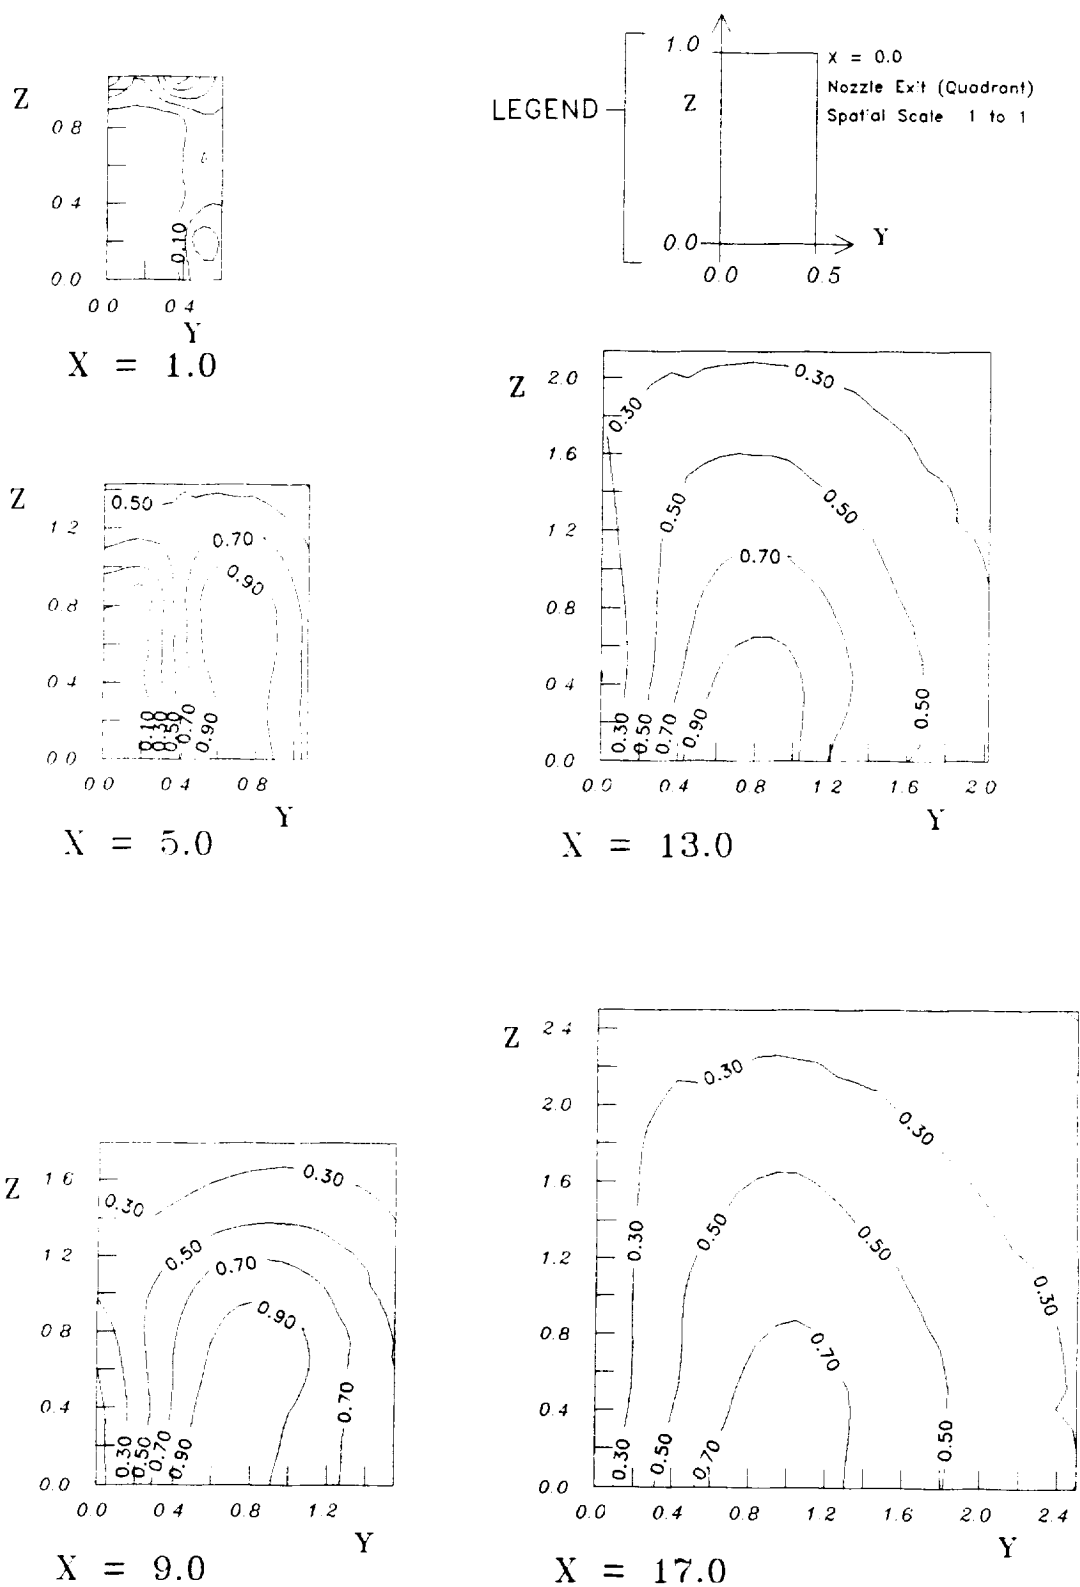 Z
0.8
0.4
0.0
0.10
0.0 0.4
Y
X = 1.0
LEGEND
1.0
Z
0.0
0.0 0.5
Y
X = 0.0
Nozzle Exit (Quadrant)
Spatial Scale 1 to 1
Z
1.2
0.8
0.4
0.0
0.50
0.70
0.90
0.10 0.30 0.50 0.70 0.90
0.0 0.4 0.8
Y
X = 5.0
Z
2.0
1.6
1.2
0.8
0.4
0.0
0.30 0.30
0.50 0.50
0.70
0.30 0.50 0.70 0.90 0.50
0.0 0.4 0.8 1.2 1.6 2.0
Y
X = 13.0
Z
1.6
1.2
0.8
0.4
0.0
0.30 0.30
0.50 0.70
0.90
0.70
0.30 0.50 0.70 0.90
0.0 0.4 0.8 1.2
Y
X = 9.0
Z
2.4
2.0
1.6
1.2
0.8
0.4
0.0
0.30 0.30
0.30 0.50 0.50
0.30
0.70
0.30 0.50 0.70 0.50
0.0 0.4 0.8 1.2 1.6 2.0 2.4
Y
X = 17.0